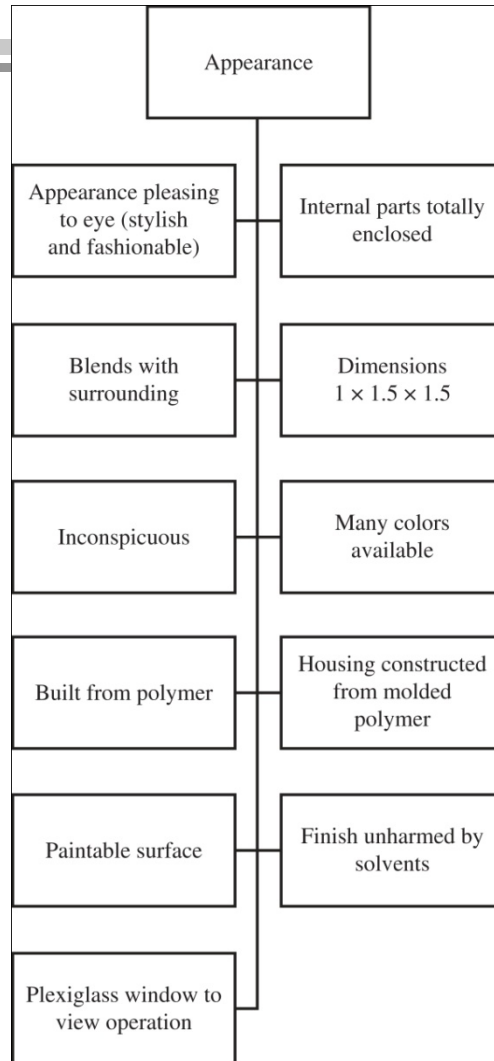 Appearance
Appearance pleasing
to eye (stylish
and fashionable)
Internal parts totally
enclosed
Blends with
surrounding
Dimensions
1 × 1.5 × 1.5
Inconspicuous
Many colors
available
Built from polymer
Housing constructed
from molded
polymer
Paintable surface
Finish unharmed by
solvents
Plexiglass window to
view operation